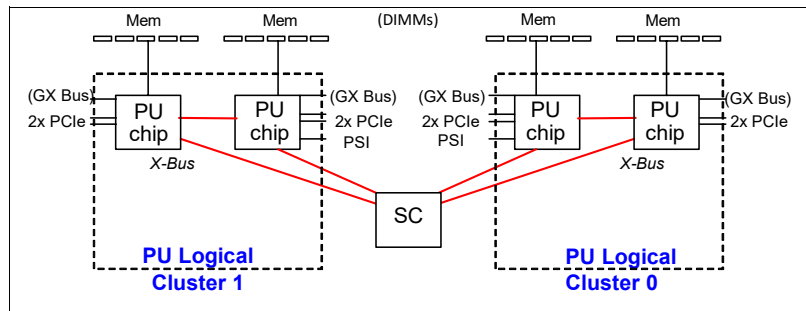 Mem
Mem
(DIMMs)
Mem
Mem
(GX Bus)
2x PCIe
PU
chip
PU
chip
(GX Bus)
2x PCIe
PSI
(GX Bus)
2x PCIe
PSI
PU
chip
PU
chip
(GX Bus)
2x PCIe
X-Bus
X-Bus
SC
PU Logical
Cluster 1
PU Logical
Cluster 0